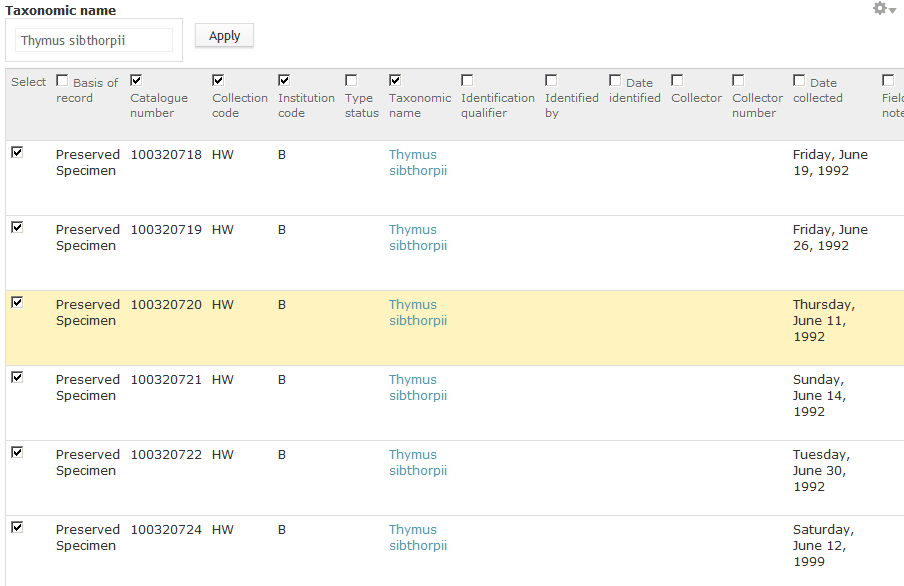 Taxonomic name
Thymus sibthorpii Apply
Select Basis of record Catalogue number Collection code Institution code Type status Taxonomic name Identification qualifier Identified by Date identified Collector Collector number Date collected
Preserved Specimen 100320718 HW B Thymus sibthorpii Friday, June 19, 1992
Preserved Specimen 100320719 HW B Thymus sibthorpii Friday, June 26, 1992
Preserved Specimen 100320720 HW B Thymus sibthorpii Thursday, June 11, 1992
Preserved Specimen 100320721 HW B Thymus sibthorpii Sunday, June 14, 1992
Preserved Specimen 100320722 HW B Thymus sibthorpii Tuesday, June 30, 1992
Preserved Specimen 100320724 HW B Thymus sibthorpii Saturday, June 12, 1999